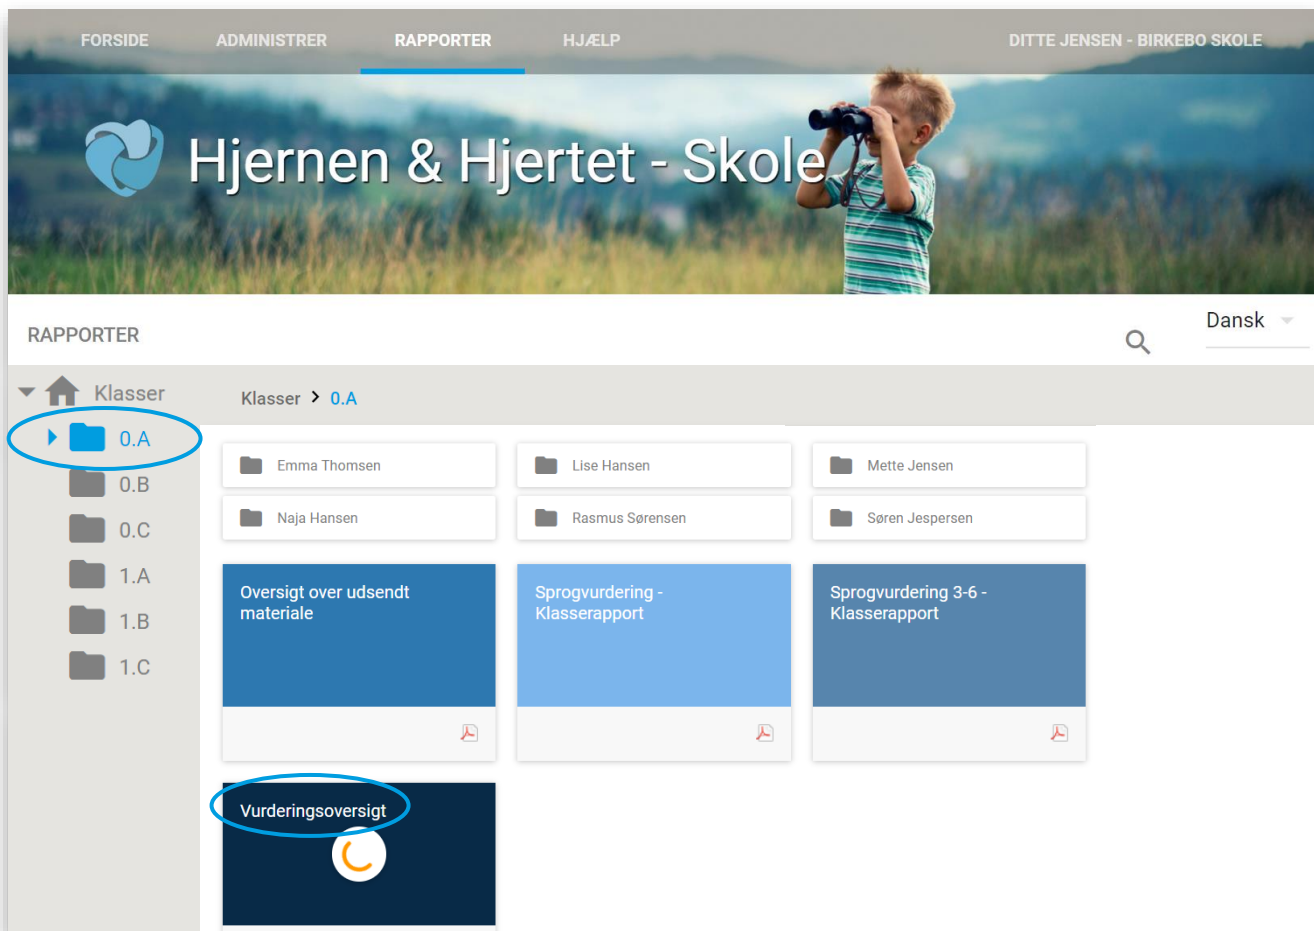 FORSIDE ADMINISTRER RAPPORTER HJÆLP DITTE JENSEN - BIRKEBO SKOLE
Hjernen & Hjertet - Skole
RAPPORTER
Dansk
Klasser
Klasser > 0.A
0.A
0.B
0.C
1.A
1.B
1.C
Emma Thomsen
Lise Hansen
Mette Jensen
Naja Hansen
Rasmus Sørensen
Søren Jespersen
Oversigt over udsendt
materiale
Sprogvurdering -
Klasserapport
Sprogvurdering 3-6 -
Klasserapport
Vurderingsoversigt